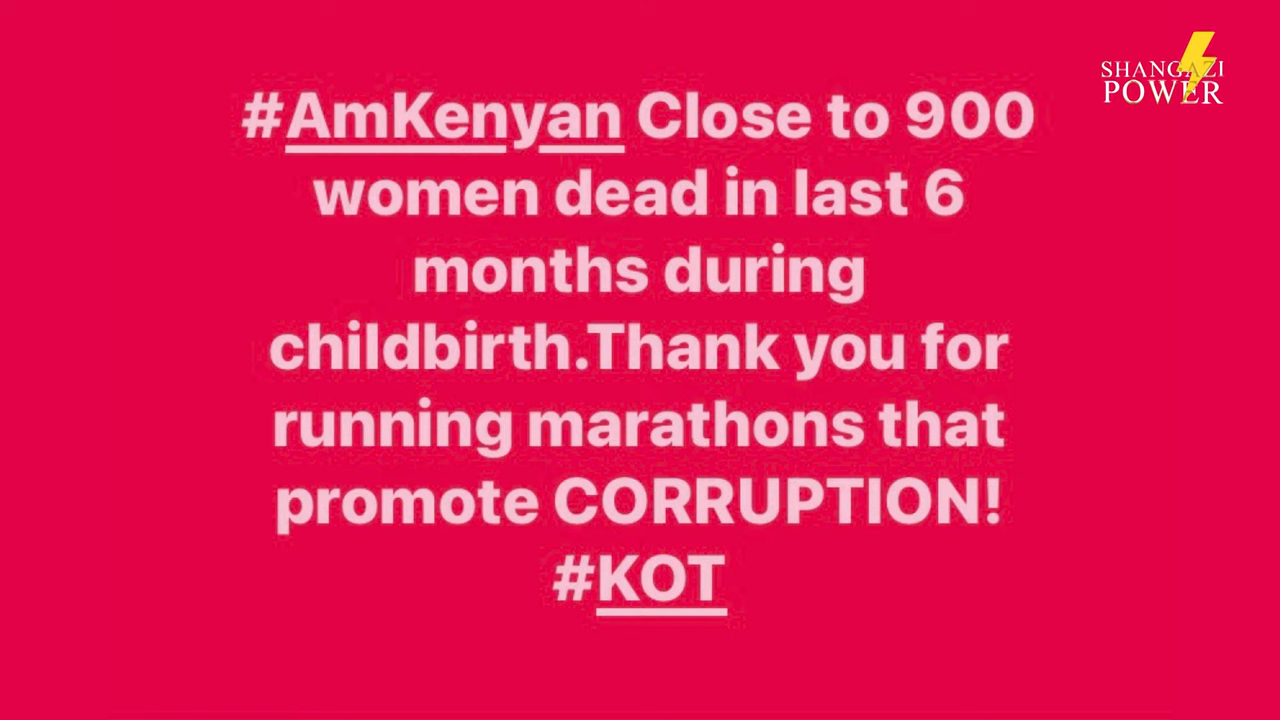 SHANGAZI
POWER
#AmKenyan Close to 900
women dead in last 6
months during
childbirth.Thank you for
running marathons that
promote CORRUPTION!
#KOT